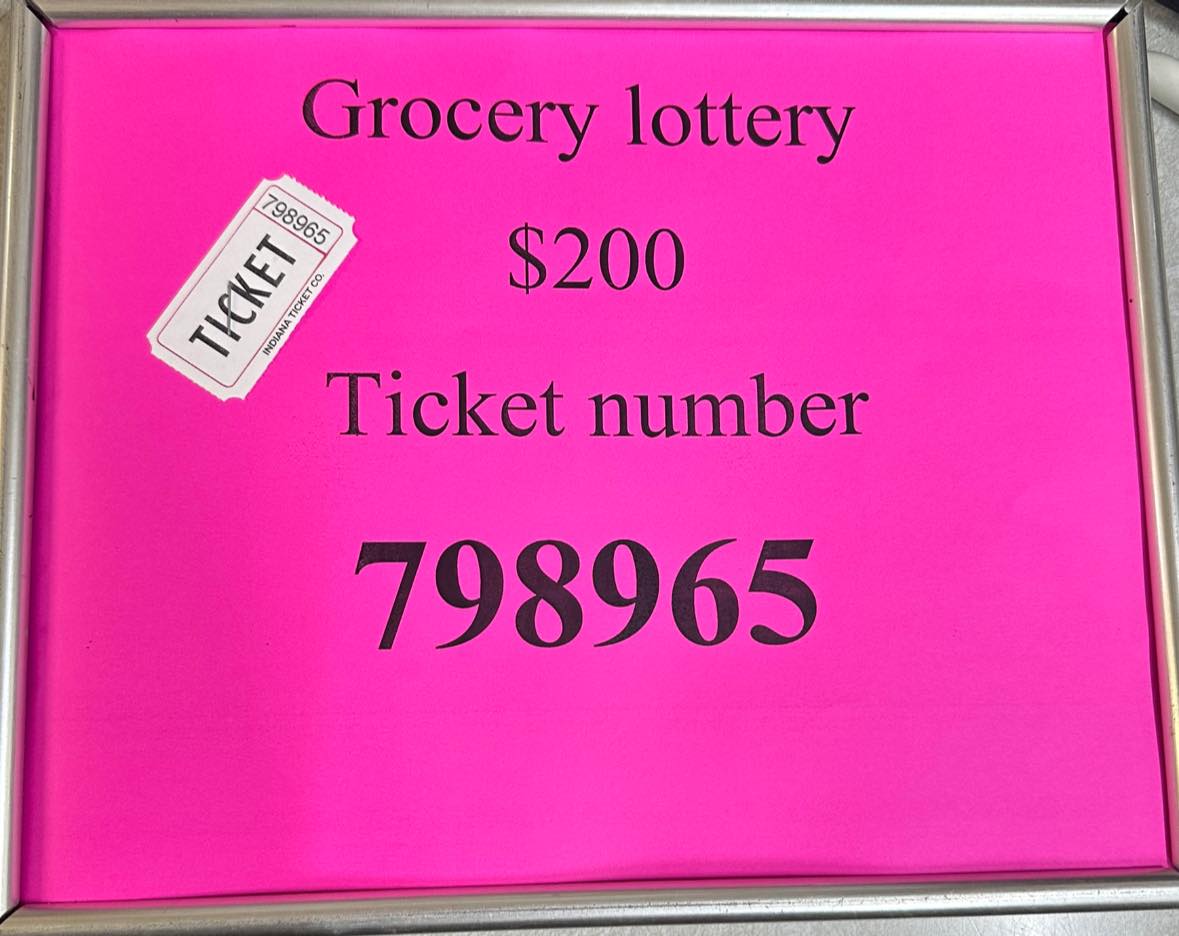 Grocery lottery
798965
TICKET
INDIANA TICKET CO.
$200
Ticket number
798965